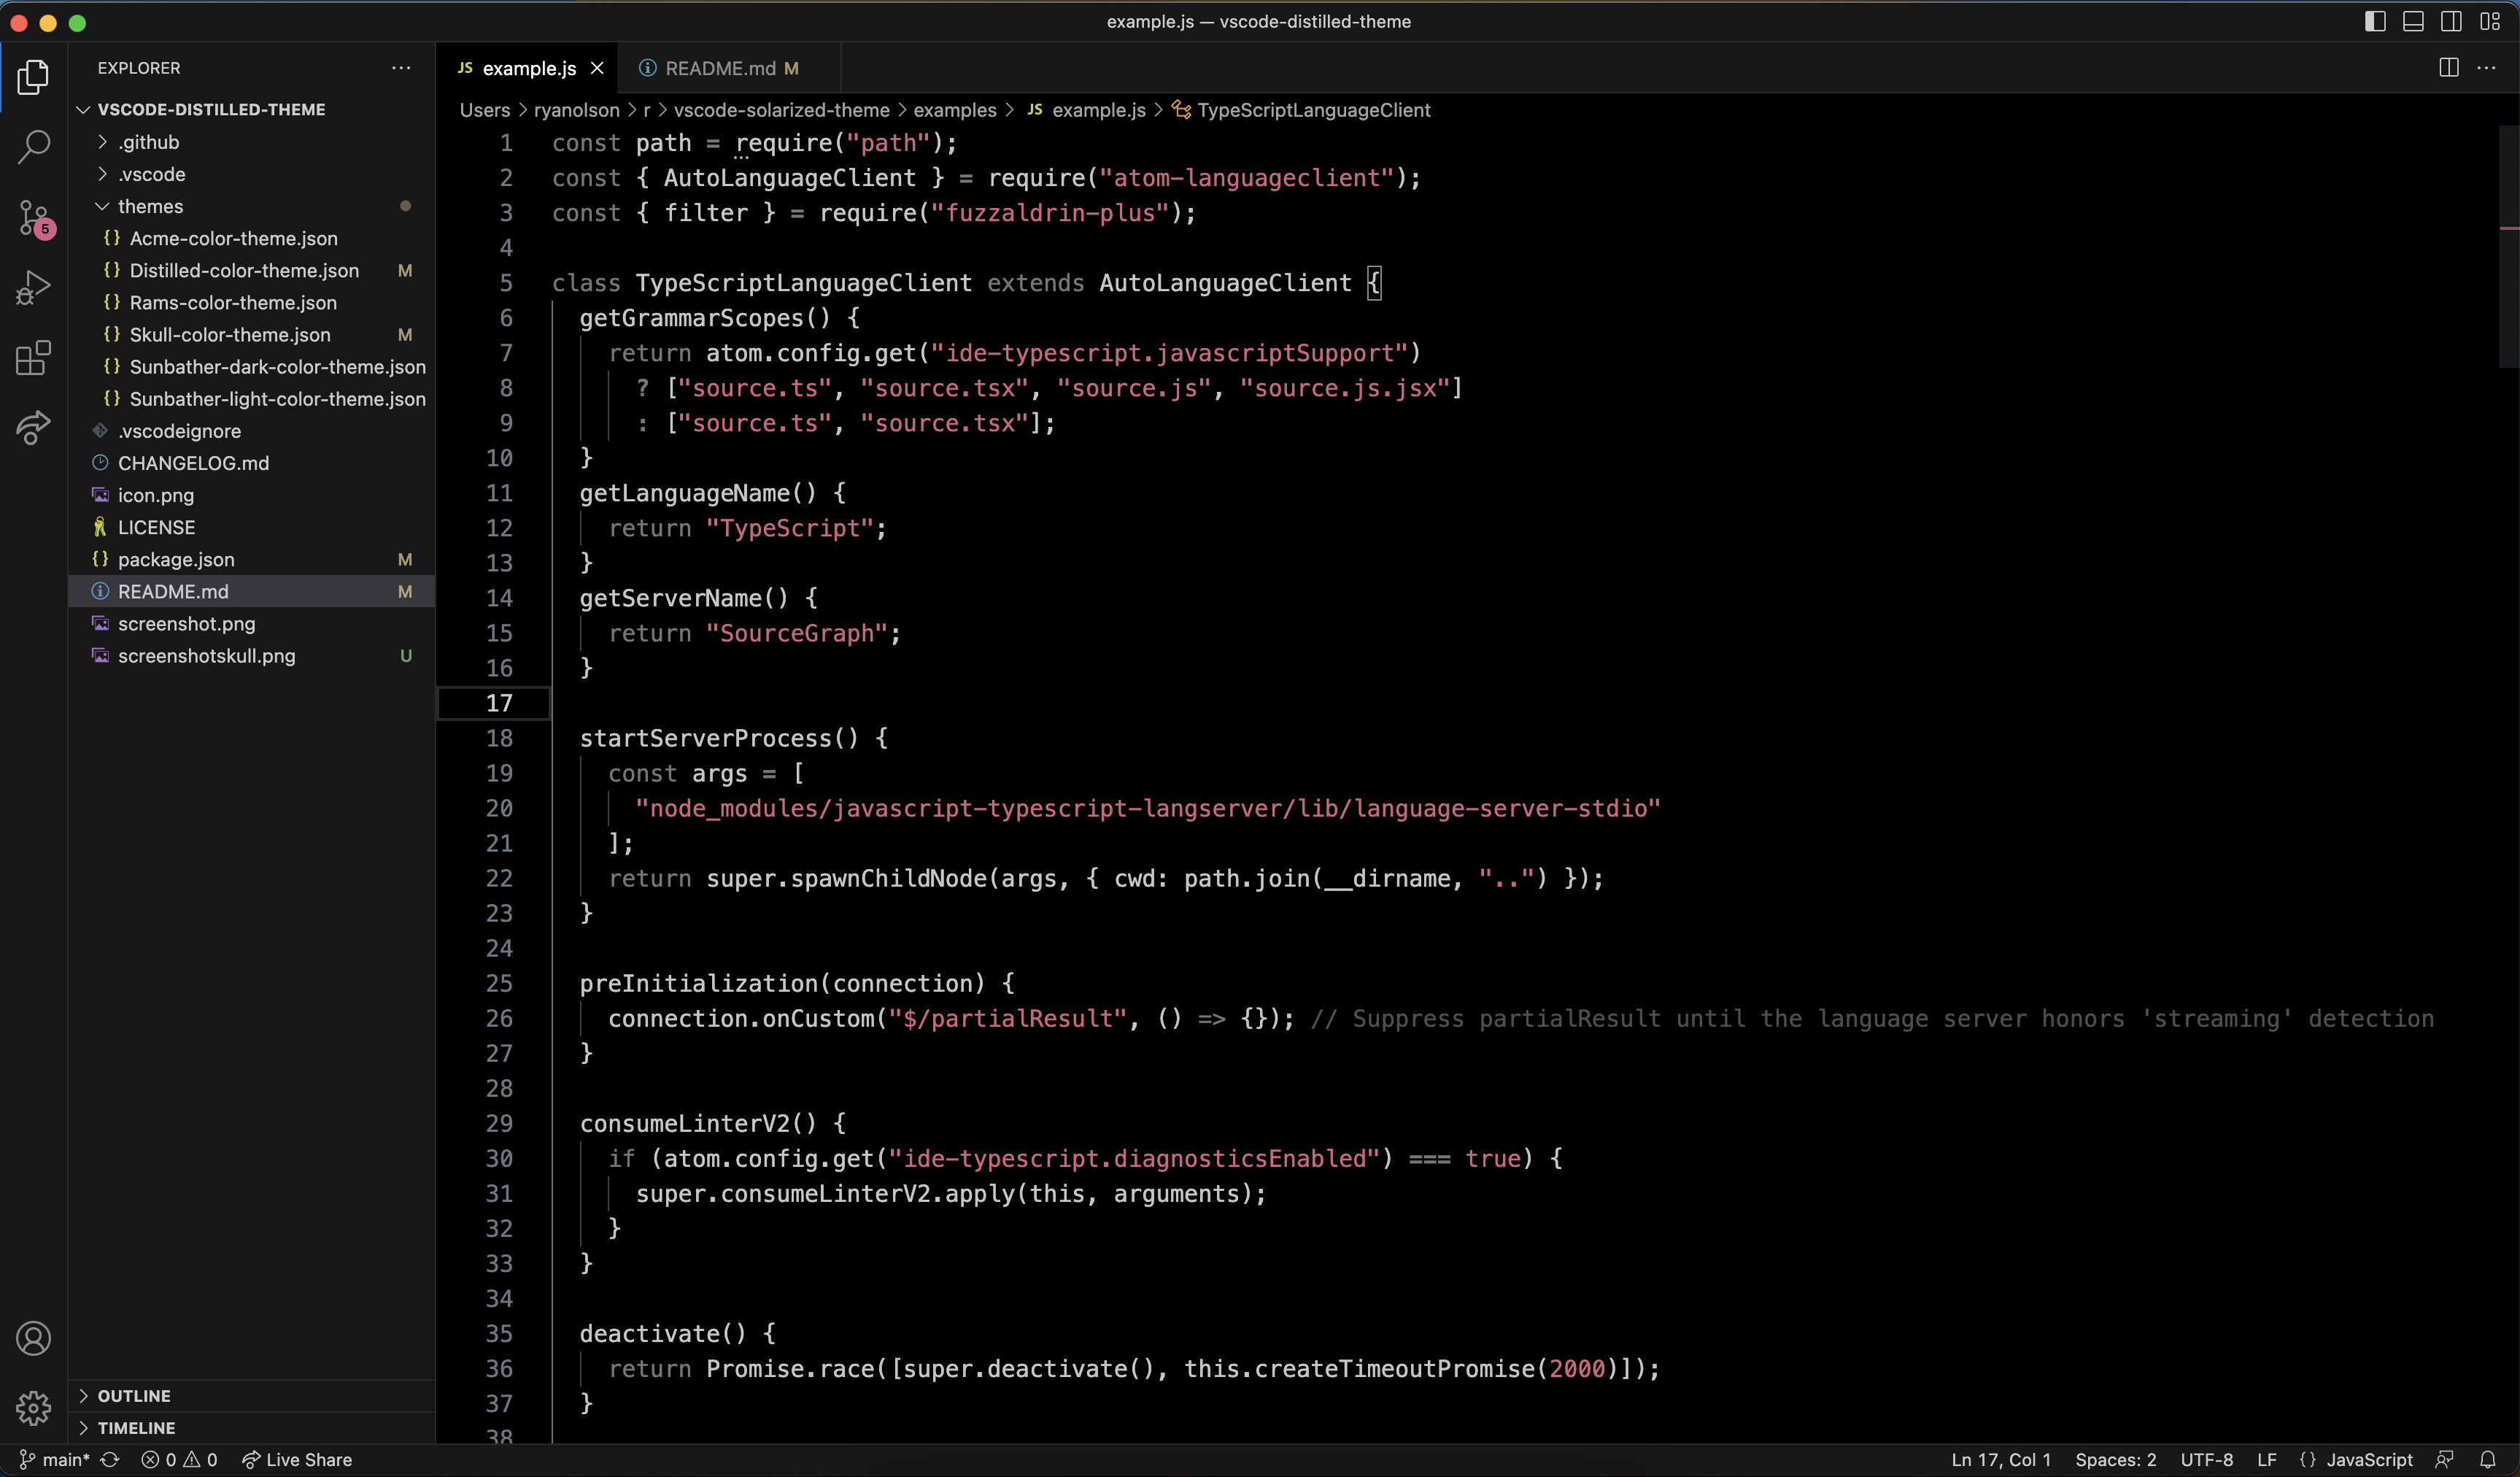 example.js — vscode-distilled-theme
EXPLORER
VSCODE-DISTILLED-THEME
.github
.vscode
themes
{} Acme-color-theme.json
{} Distilled-color-theme.json M
{} Rams-color-theme.json
{} Skull-color-theme.json M
{} Sunbather-dark-color-theme.json
{} Sunbather-light-color-theme.json
.vscodeignore
CHANGELOG.md
icon.png
LICENSE
{} package.json M
README.md M
screenshot.png
screenshotskull.png U
OUTLINE
TIMELINE
5
JS example.js README.md M
Users > ryanolson > r > vscode-solarized-theme > examples > JS example.js > TypeScriptLanguageClient
1 const path = require("path");
2 const { AutoLanguageClient } = require("atom-languageclient");
3 const { filter } = require("fuzzaldrin-plus");
4
5 class TypeScriptLanguageClient extends AutoLanguageClient {
6 getGrammarScopes() {
7 return atom.config.get("ide-typescript.javascriptSupport")
8 ? ["source.ts", "source.tsx", "source.js", "source.js.jsx"]
9 : ["source.ts", "source.tsx"];
10 }
11 getLanguageName() {
12 return "TypeScript";
13 }
14 getServerName() {
15 return "SourceGraph";
16 }
17
18 startServerProcess() {
19 const args = [
20 "node_modules/javascript-typescript-langserver/lib/language-server-stdio"
21 ];
22 return super.spawnChildNode(args, { cwd: path.join(__dirname, "..") });
23 }
24
25 preInitialization(connection) {
26 connection.onCustom("$/partialResult", () => {}); // Suppress partialResult until the language server honors 'streaming' detection
27 }
28
29 consumeLinterV2() {
30 if (atom.config.get("ide-typescript.diagnosticsEnabled") === true) {
31 super.consumeLinterV2.apply(this, arguments);
32 }
33 }
34
35 deactivate() {
36 return Promise.race([super.deactivate(), this.createTimeoutPromise(2000)]);
37 }
38
main* 0 0 Live Share
Ln 17, Col 1 Spaces: 2 UTF-8 LF {} JavaScript